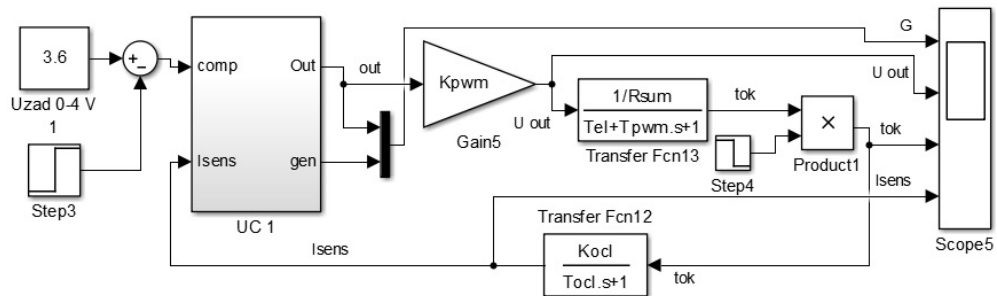 3.6
Uzad 0-4 V
1
Step3
+
−
comp
Isens
Out
gen
UC 1
out
Kpwm
Gain5
U out
1/Rsum
Tel+Tpwm.s+1
Transfer Fcn13
tok
Step4
×
Product1
G
U out
tok
Isens
Scope5
Transfer Fcn12
Kocl
Tocl.s+1
tok
Isens